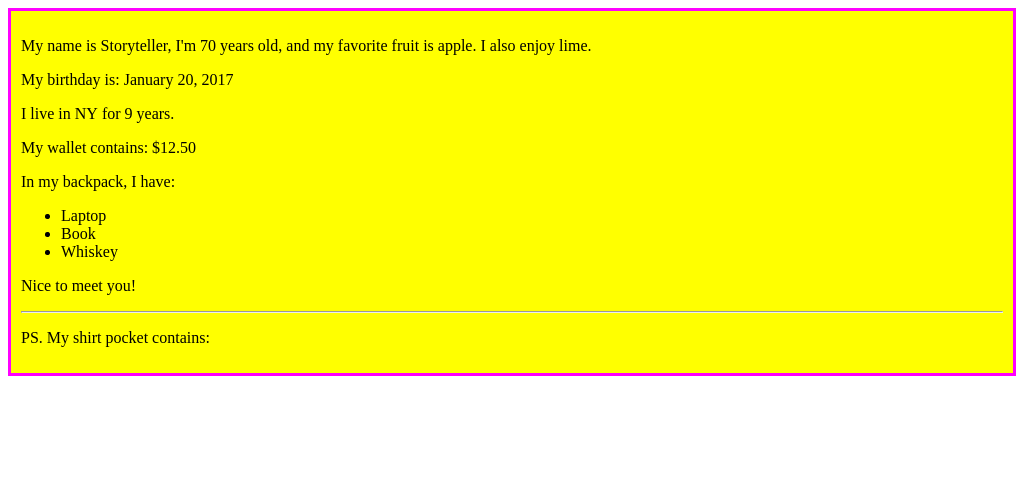 My name is Storyteller, I'm 70 years old, and my favorite fruit is apple. I also enjoy lime.
My birthday is: January 20, 2017
I live in NY for 9 years.
My wallet contains: $12.50
In my backpack, I have:
Laptop
Book
Whiskey
Nice to meet you!
PS. My shirt pocket contains: